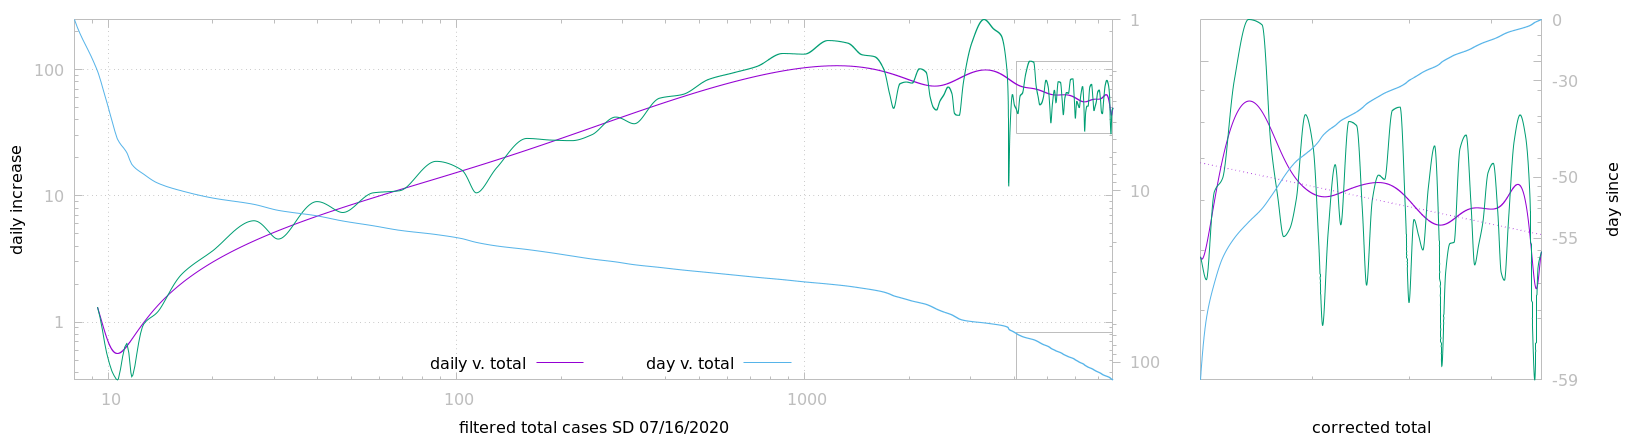 100
10
1
daily increase
daily v. total
day v. total
10
100
1000
filtered total cases SD 07/16/2020
1
10
100
0
-30
-50
-55
-59
day since
corrected total